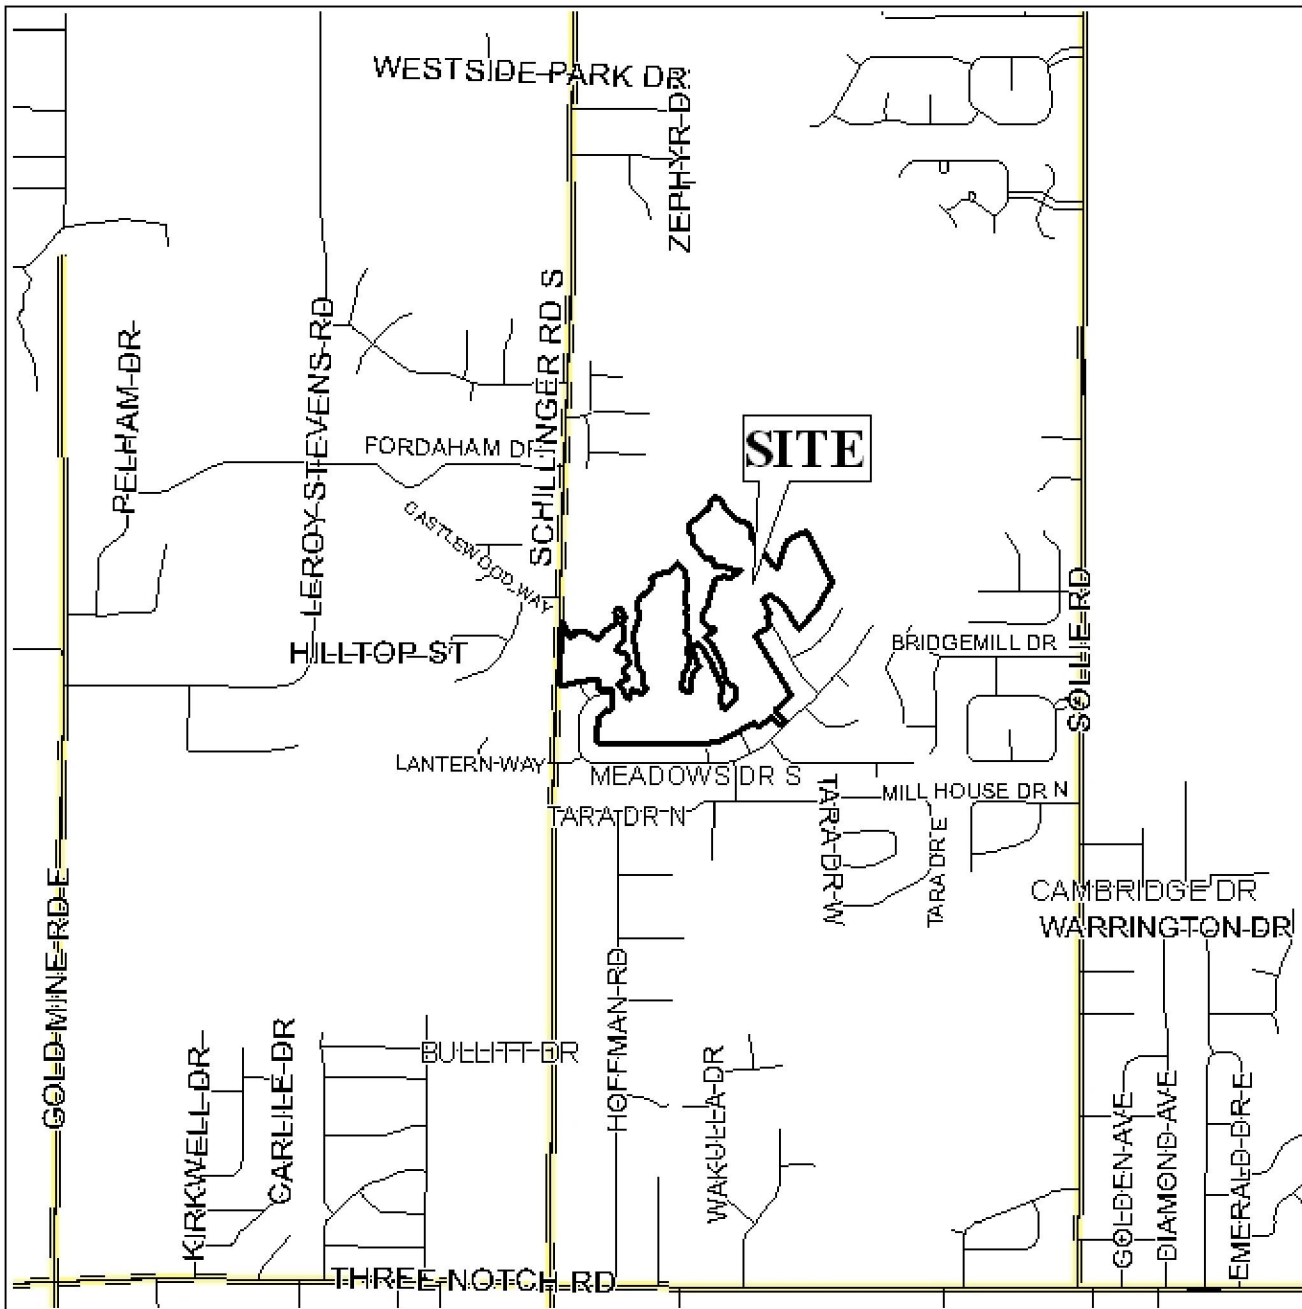 WESTSIDE PARK DR
ZEPHYR DR
SCHILLINGER RD S
LEROY STEVENS RD
PELHAM DR
FORDAHAM DR
SITE
CASTLEWOOD WAY
HILLTOP ST
BRIDGEMILL DR
SOLLIE RD
LANTERN WAY
MEADOWS DR S
MILL HOUSE DR N
TARA DR N
TARA DR W
TARA DR E
CAMBRIDGE DR
WARRINGTON DR
GOLD MINE RD E
HOFFMAN RD
BULLITT DR
KIRKWELL DR
CARLILE DR
WAKULLA DR
GOLDEN AVE
DIAMOND AVE
EMERALD DR E
THREE NOTCH RD